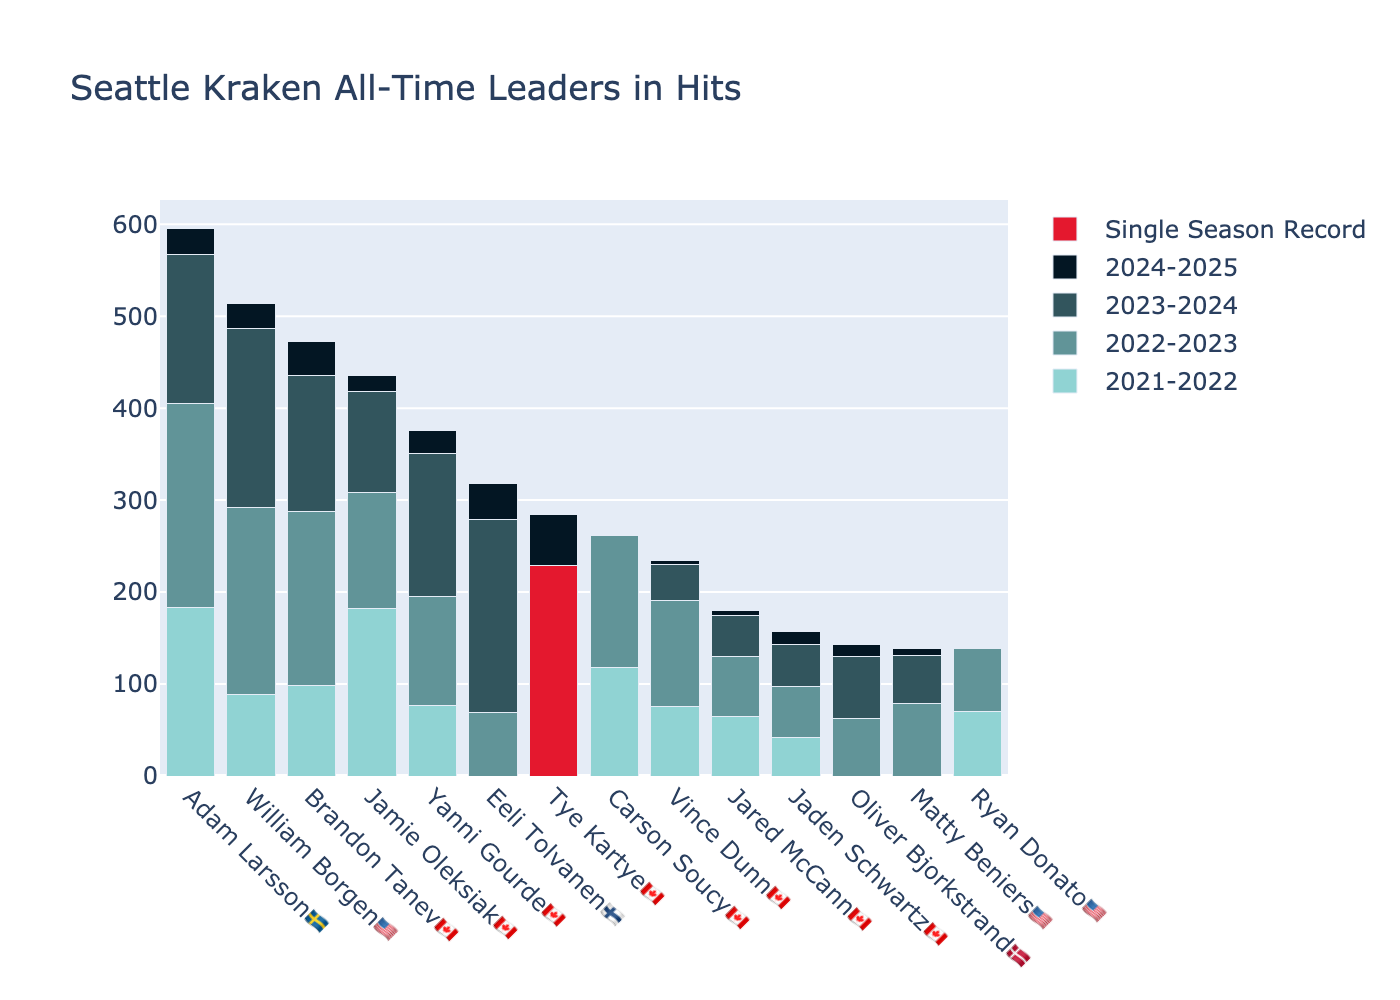 Seattle Kraken All-Time Leaders in Hits
600
500
400
300
200
100
0
Single Season Record
2024-2025
2023-2024
2022-2023
2021-2022
Adam Larsson🇸🇪
William Borgen🇺🇸
Brandon Tanev🇨🇦
Jamie Oleksiak🇨🇦
Yanni Gourde🇨🇦
Eeli Tolvanen🇫🇮
Tye Kartye🇨🇦
Carson Soucy🇨🇦
Vince Dunn🇨🇦
Jared McCann🇨🇦
Jaden Schwartz🇨🇦
Oliver Bjorkstrand🇩🇰
Matty Beniers🇺🇸
Ryan Donato🇺🇸